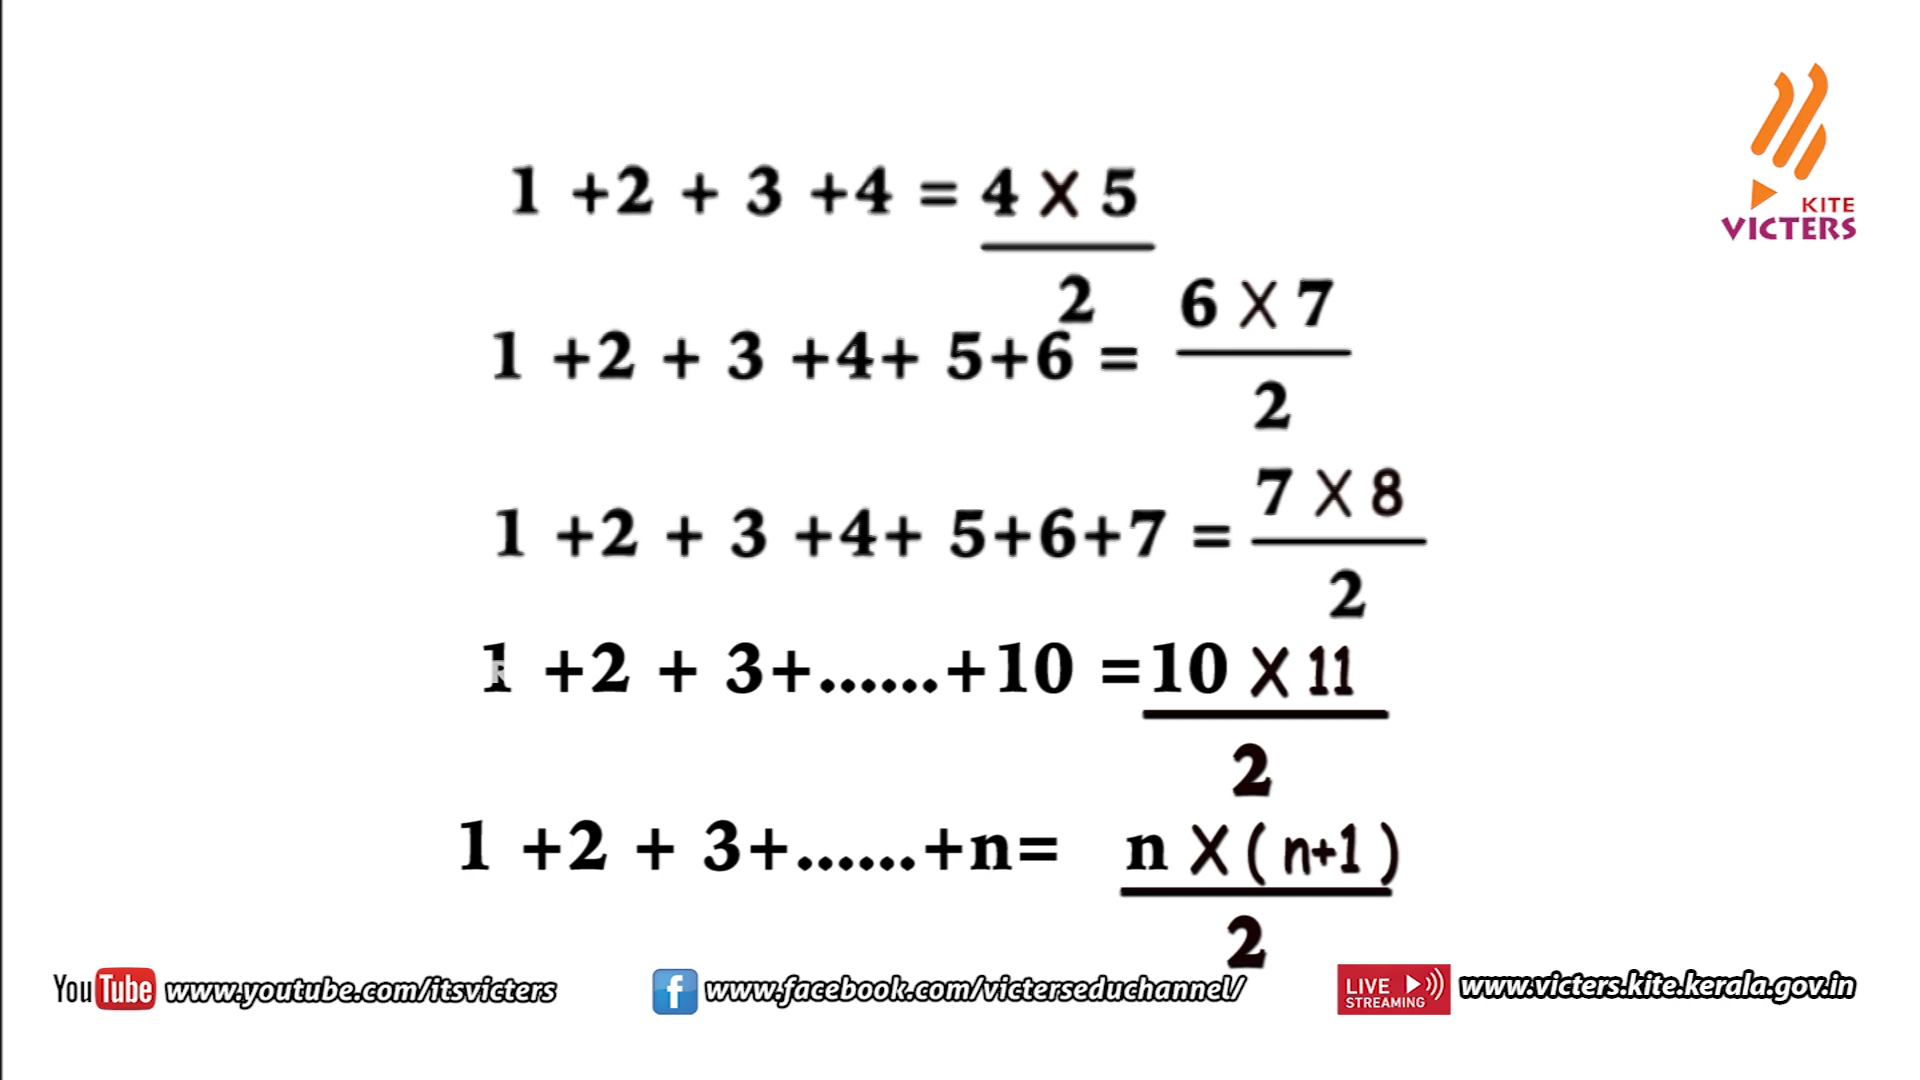 1 +2 + 3 +4 = 4 X 5
2
1 +2 + 3 +4+ 5+6 = 6 X 7
2
1 +2 + 3 +4+ 5+6+7 = 7 X 8
2
1 +2 + 3+......+10 =10 X 11
2
1 +2 + 3+......+n= n X ( n+1 )
2
KITE
VICTERS
YouTube www.youtube.com/itsvicters
f www.facebook.com/victerseduchannel/
LIVE STREAMING www.victers.kite.kerala.gov.in